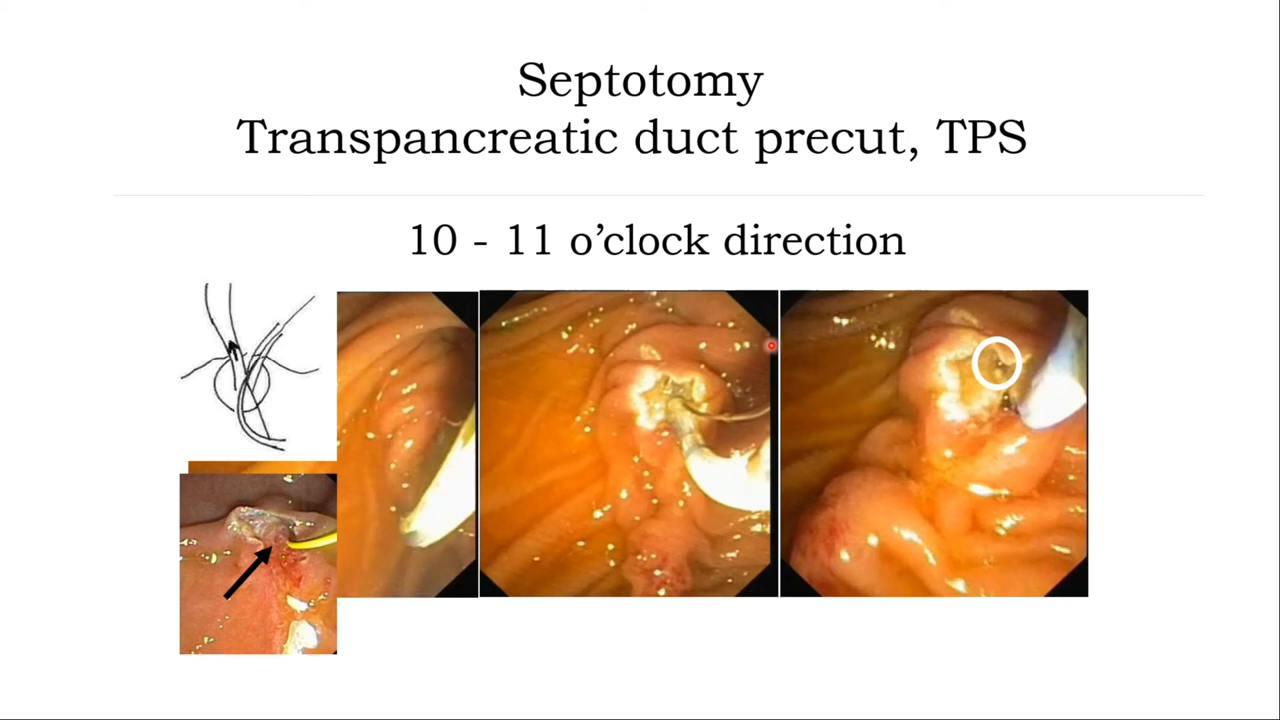 Septotomy
Transpancreatic duct precut, TPS
10 - 11 o’clock direction